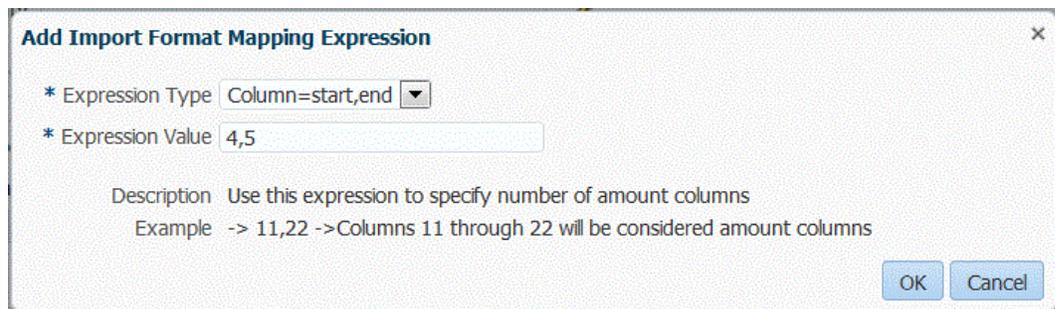 Add Import Format Mapping Expression
* Expression Type Column=start,end
* Expression Value 4,5
Description Use this expression to specify number of amount columns
Example -> 11,22 ->Columns 11 through 22 will be considered amount columns
OK Cancel